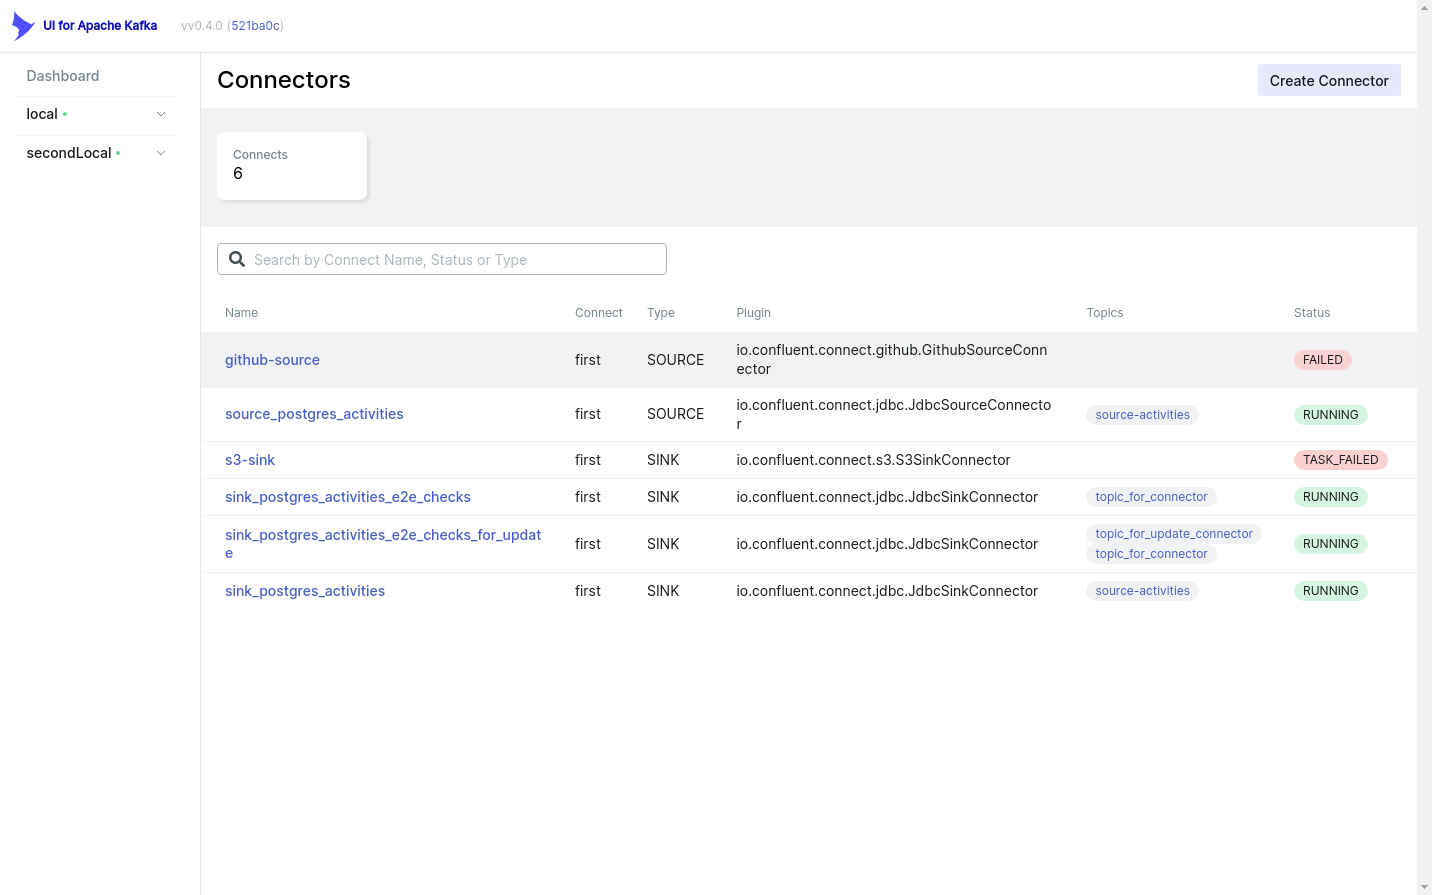 UI for Apache Kafka vv0.4.0 (521ba0c)
Dashboard
local
secondLocal
Connectors
Create Connector
Connects
6
Search by Connect Name, Status or Type
Name Connect Type Plugin Topics Status
github-source first SOURCE io.confluent.connect.github.GithubSourceConn
ector
FAILED
source_postgres_activities first SOURCE io.confluent.connect.jdbc.JdbcSourceConnecto
r
source-activities RUNNING
s3-sink first SINK io.confluent.connect.s3.S3SinkConnector TASK_FAILED
sink_postgres_activities_e2e_checks first SINK io.confluent.connect.jdbc.JdbcSinkConnector topic_for_connector RUNNING
sink_postgres_activities_e2e_checks_for_updat
e
first SINK io.confluent.connect.jdbc.JdbcSinkConnector
topic_for_update_connector
topic_for_connector
RUNNING
sink_postgres_activities first SINK io.confluent.connect.jdbc.JdbcSinkConnector source-activities RUNNING